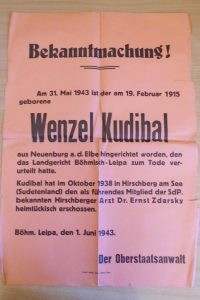 Bekanntmachung!
Am 31. Mai 1943 ist der am 19. Februar 1915
geborene
Wenzel Kudibal
aus Neuenburg a. d. Elbe hingerichtet worden, den
das Landgericht Böhmisch-Leipa zum Tode ver-
urteilt hatte.
Kudibal hat im Oktober 1938 in Hirschberg am See
(Sudetenland) den als führendes Mitglied der SdP.
bekannten Hirschberger Arzt Dr. Ernst Zdarsky
heimtückisch erschossen.
Böhm. Leipa, den 1. Juni 1943.
Der Oberstaatsanwalt